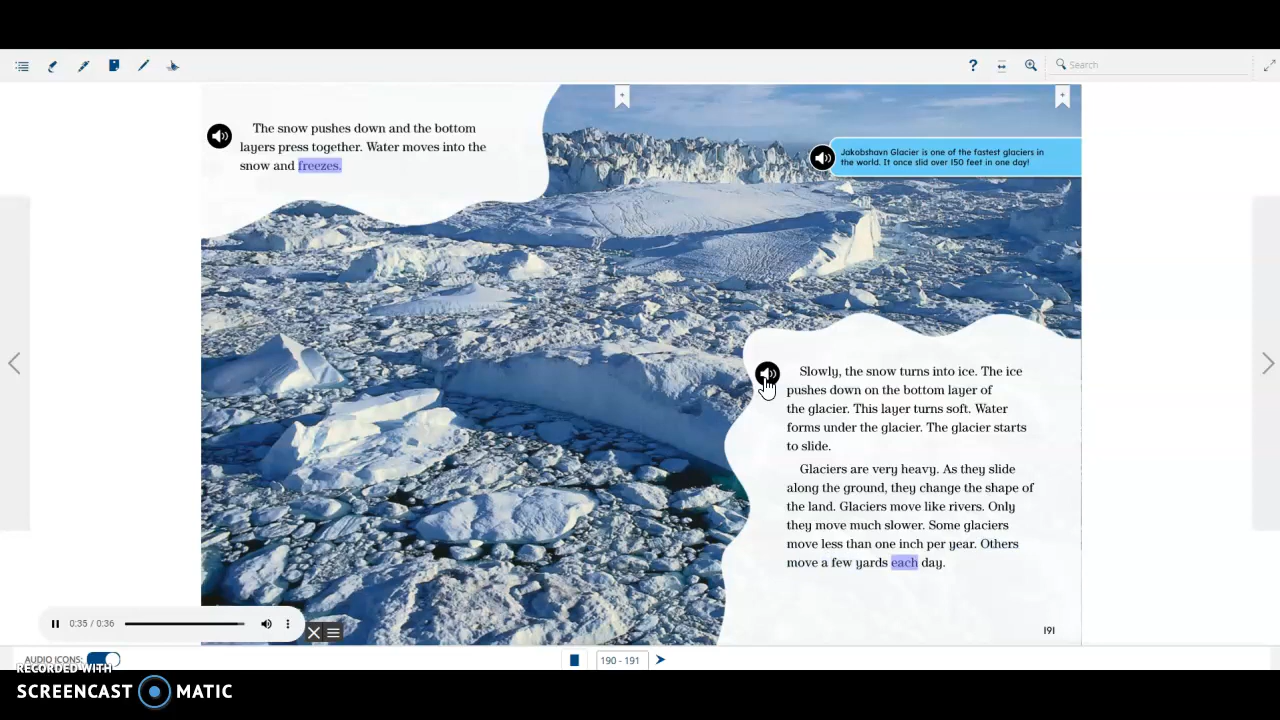 Search
The snow pushes down and the bottom
layers press together. Water moves into the
snow and freezes.
Jakobshavn Glacier is one of the fastest glaciers in
the world. It once slid over 150 feet in one day!
Slowly, the snow turns into ice. The ice
pushes down on the bottom layer of
the glacier. This layer turns soft. Water
forms under the glacier. The glacier starts
to slide.
Glaciers are very heavy. As they slide
along the ground, they change the shape of
the land. Glaciers move like rivers. Only
they move much slower. Some glaciers
move less than one inch per year. Others
move a few yards each day.
191
0:35 / 0:36
AUDIO ICONS:
190 - 191
RECORDED WITH
SCREENCAST MATIC